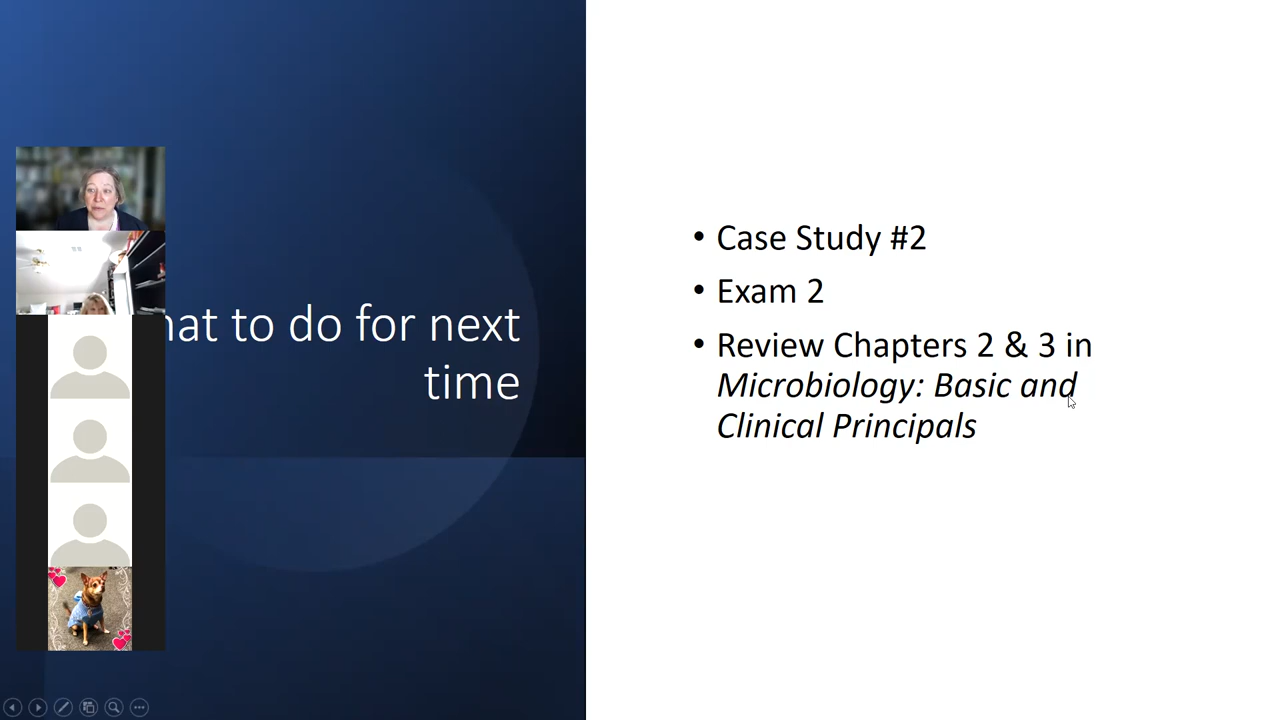 hat to do for next
time
• Case Study #2
• Exam 2
• Review Chapters 2 & 3 in
Microbiology: Basic and
Clinical Principals